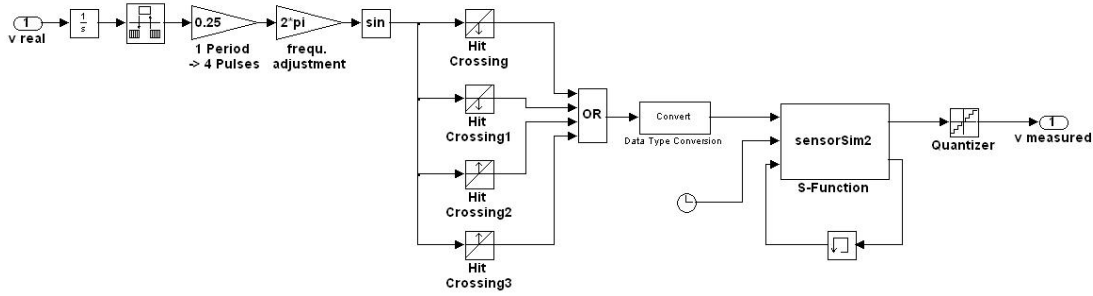 1
v real
1
s
0.25
1 Period
-> 4 Pulses
2*pi
frequ.
adjustment
sin
Hit
Crossing
Hit
Crossing1
Hit
Crossing2
Hit
Crossing3
OR
Convert
Data Type Conversion
sensorSim2
S-Function
Quantizer
1
v measured